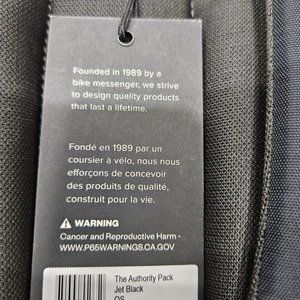 Founded in 1989 by a
bike messenger, we strive
to design quality products
that last a lifetime.
Fondé en 1989 par un
coursier à vélo, nous nous
efforçons de concevoir
des produits de qualité,
construit pour la vie.
⚠ WARNING
Cancer and Reproductive Harm -
WWW.P65WARNINGS.CA.GOV
The Authority Pack
Jet Black
OS